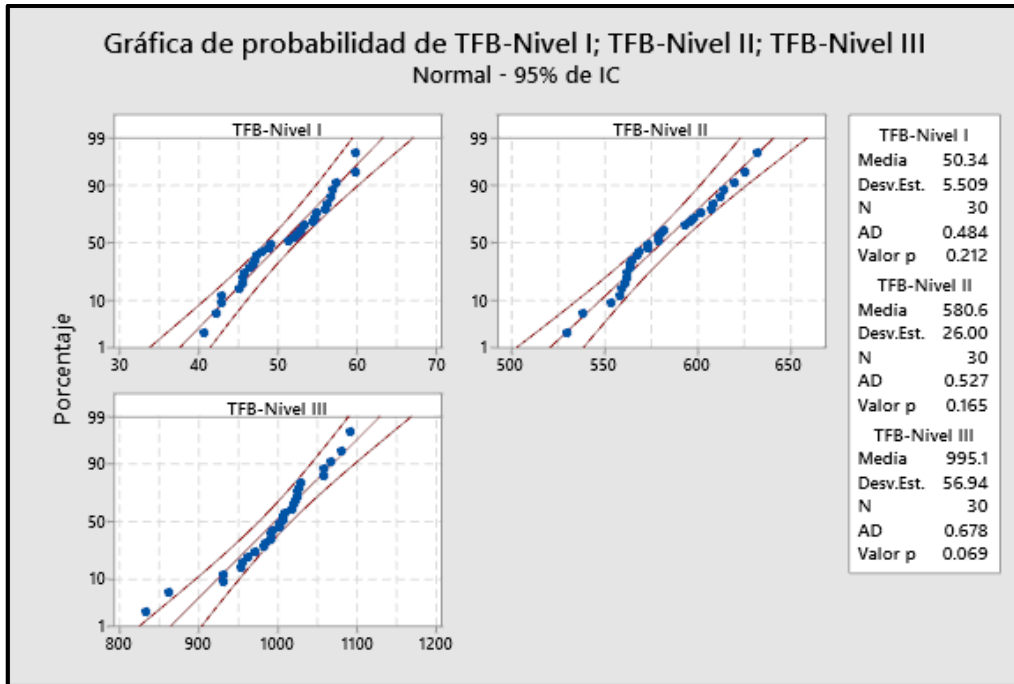 Gráfica de probabilidad de TFB-Nivel I; TFB-Nivel II; TFB-Nivel III
Normal - 95% de IC
Porcentaje
TFB-Nivel I
99
90
50
10
1
30 40 50 60 70
TFB-Nivel II
500 550 600 650
TFB-Nivel III
99
90
50
10
1
800 900 1000 1100 1200
TFB-Nivel I
Media 50.34
Desv.Est. 5.509
N 30
AD 0.484
Valor p 0.212
TFB-Nivel II
Media 580.6
Desv.Est. 26.00
N 30
AD 0.527
Valor p 0.165
TFB-Nivel III
Media 995.1
Desv.Est. 56.94
N 30
AD 0.678
Valor p 0.069